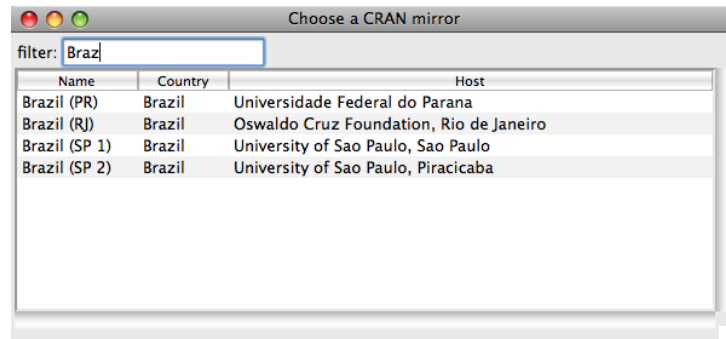 Choose a CRAN mirror
filter: Braz
Name Country Host
Brazil (PR) Brazil Universidade Federal do Parana
Brazil (RJ) Brazil Oswaldo Cruz Foundation, Rio de Janeiro
Brazil (SP 1) Brazil University of Sao Paulo, Sao Paulo
Brazil (SP 2) Brazil University of Sao Paulo, Piracicaba